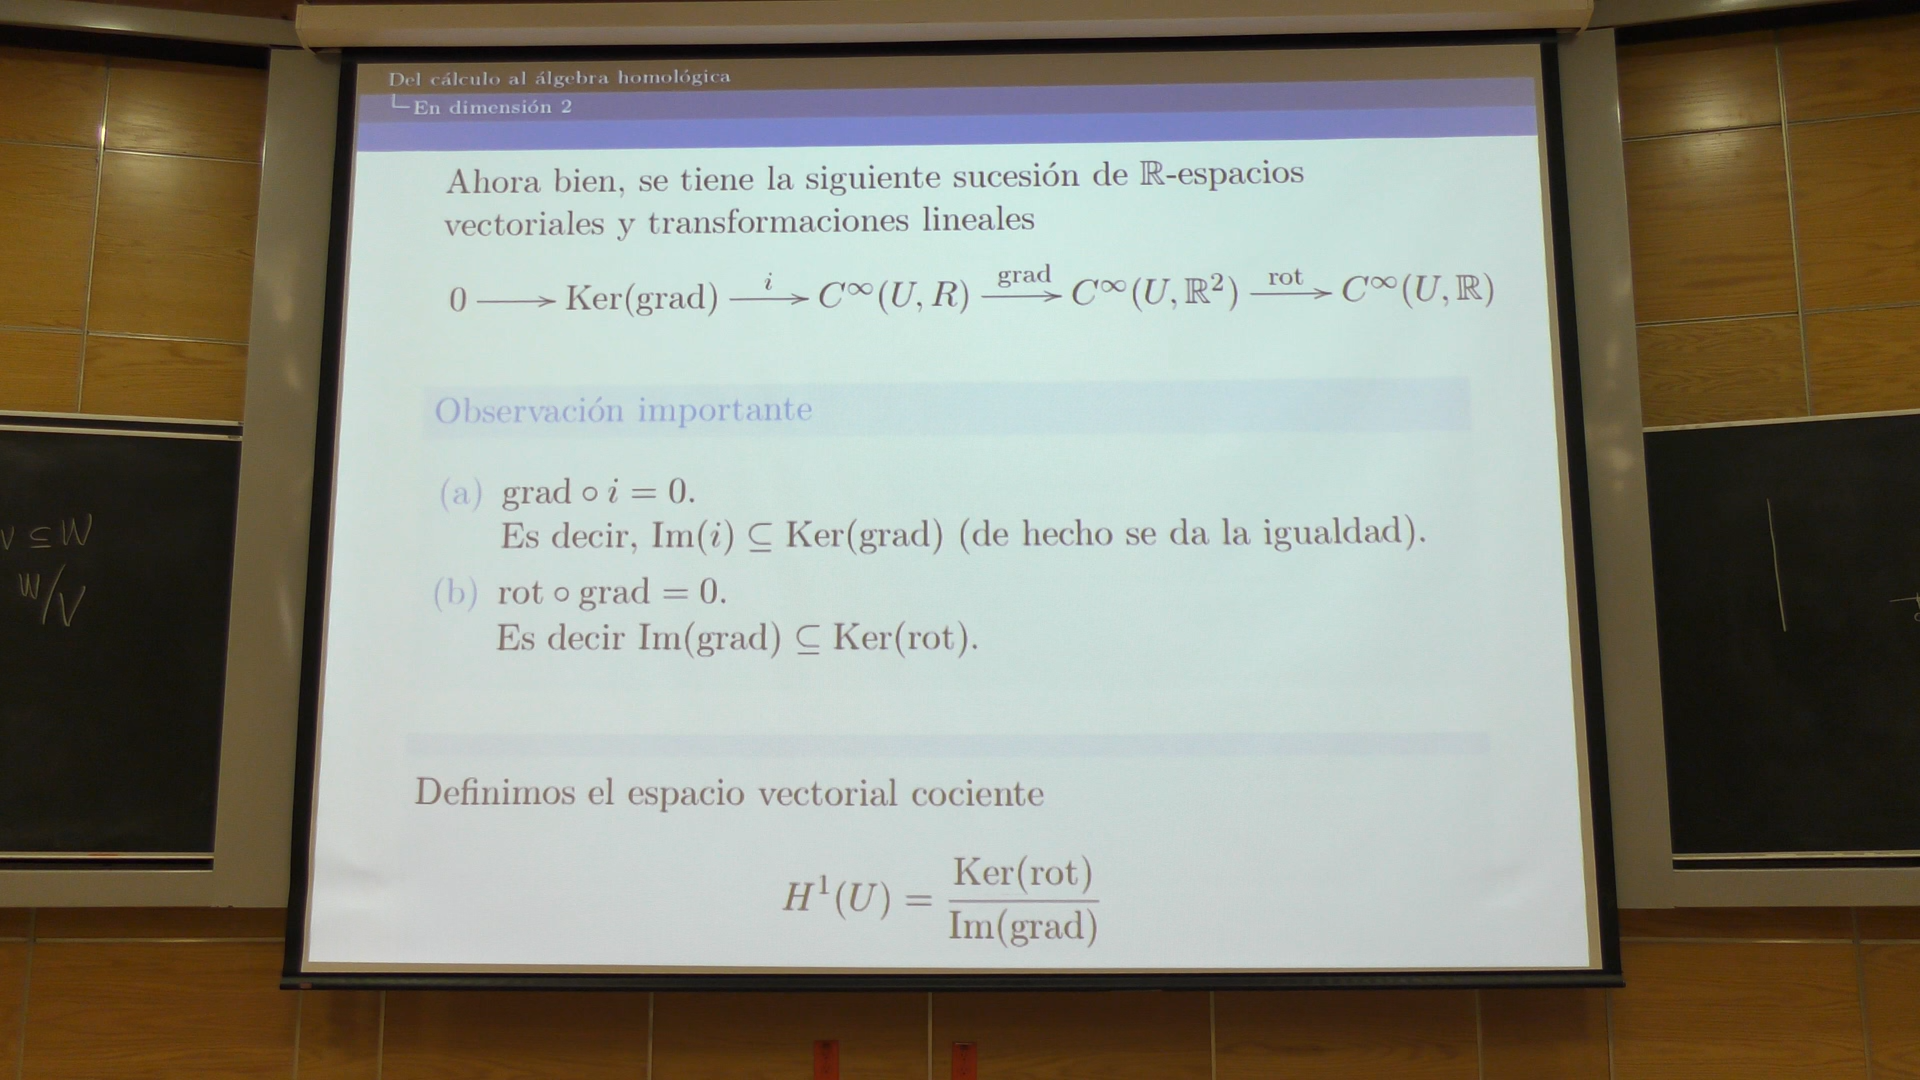 Del cálculo al álgebra homológica
En dimensión 2
Ahora bien, se tiene la siguiente sucesión de ℝ-espacios
vectoriales y transformaciones lineales
0 ⟶ Ker(grad) ⟶ᵢ C^∞(U, R) ⟶^grad C^∞(U, ℝ²) ⟶^rot C^∞(U, ℝ)
Observación importante
(a) grad ∘ i = 0.
Es decir, Im(i) ⊆ Ker(grad) (de hecho se da la igualdad).
(b) rot ∘ grad = 0.
Es decir Im(grad) ⊆ Ker(rot).
Definimos el espacio vectorial cociente
H¹(U) = Ker(rot) / Im(grad)
V ⊆ W
W/V